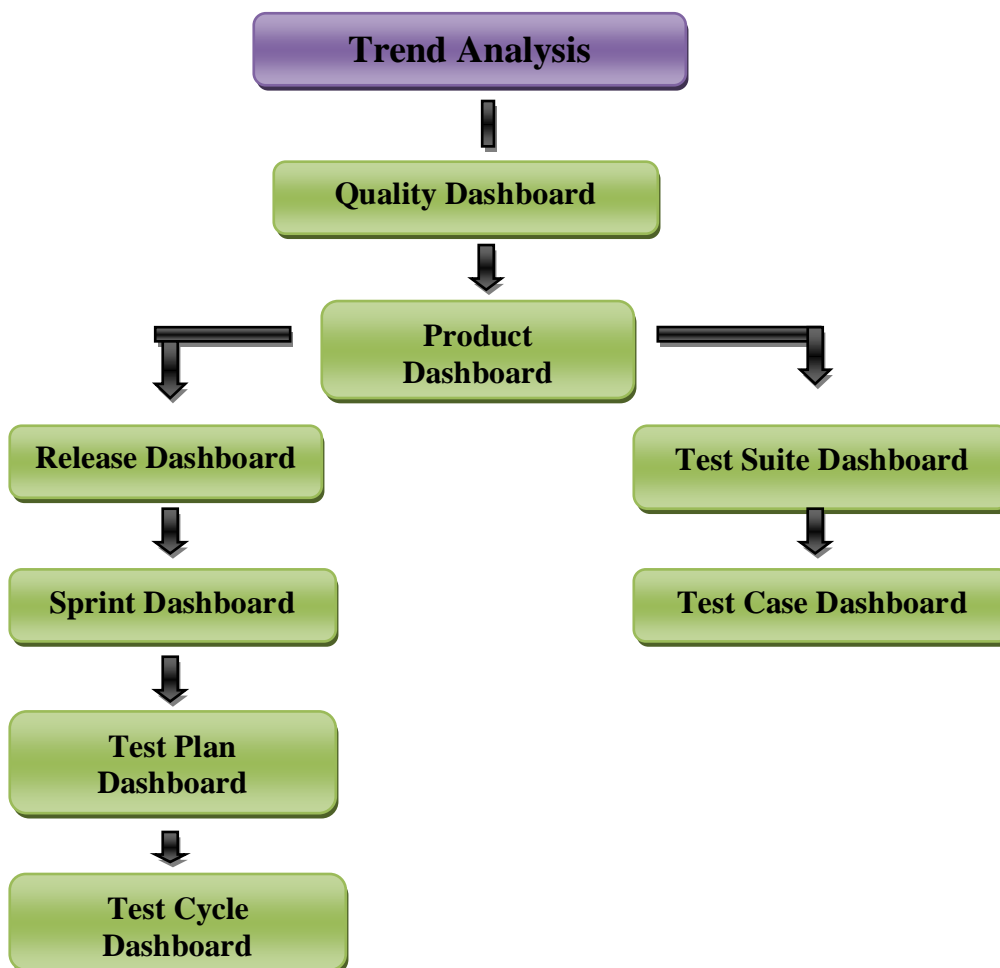 Trend Analysis
Quality Dashboard
Product
Dashboard
Release Dashboard
Test Suite Dashboard
Sprint Dashboard
Test Case Dashboard
Test Plan
Dashboard
Test Cycle
Dashboard